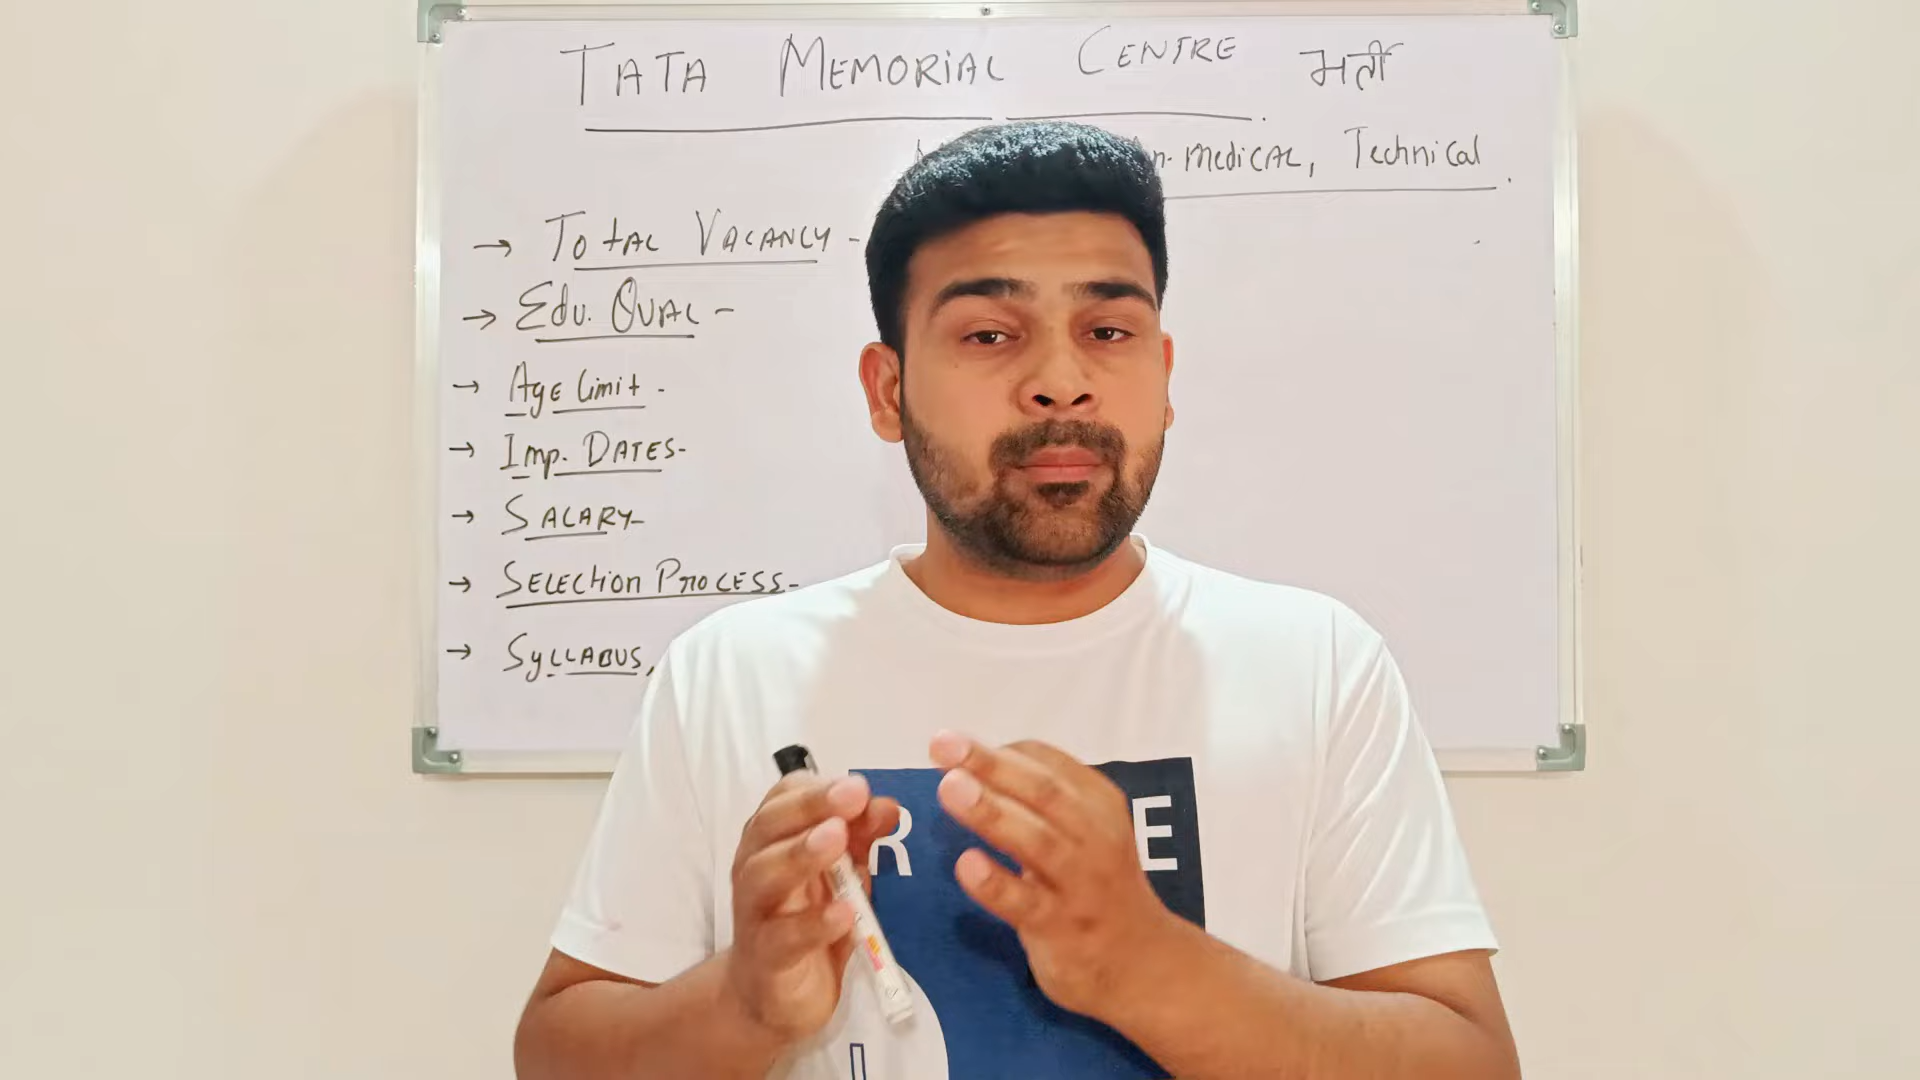 TATA MEMORIAL CENTRE भर्ती
n-MEDICAL, Technical
→ Total VACANCY -
→ Edu. QUAL -
→ Age limit -
→ Imp. DATES-
→ SALARY-
→ SELECtion PROCESS-
→ SYLLABUS,
R E